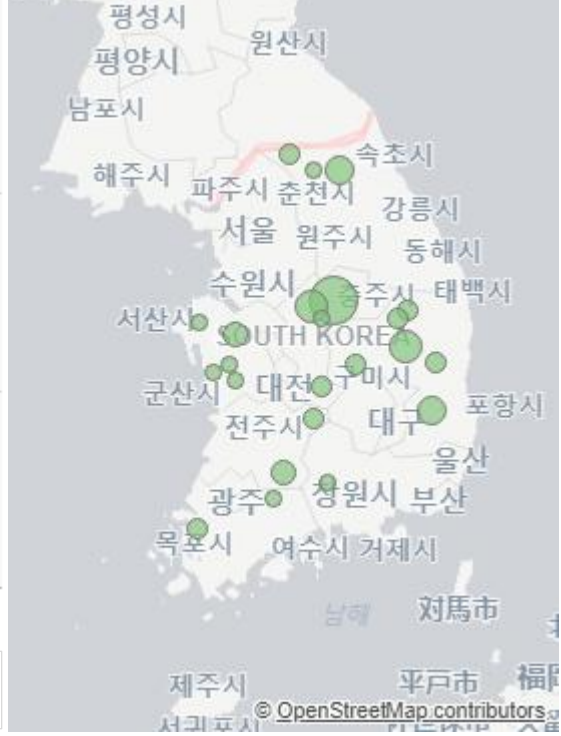 평성시
원산시
평양시
남포시
해주시
속초시
파주시 춘천시
강릉시
서울 원주시
동해시
수원시
충주시 태백시
서산시
SOUTH KOREA
대전 구미시
군산시
포항시
전주시
대구
울산
광주 창원시 부산
목포시 여수시 거제시
남해
対馬市
제주시
平戸市
© OpenStreetMap contributors